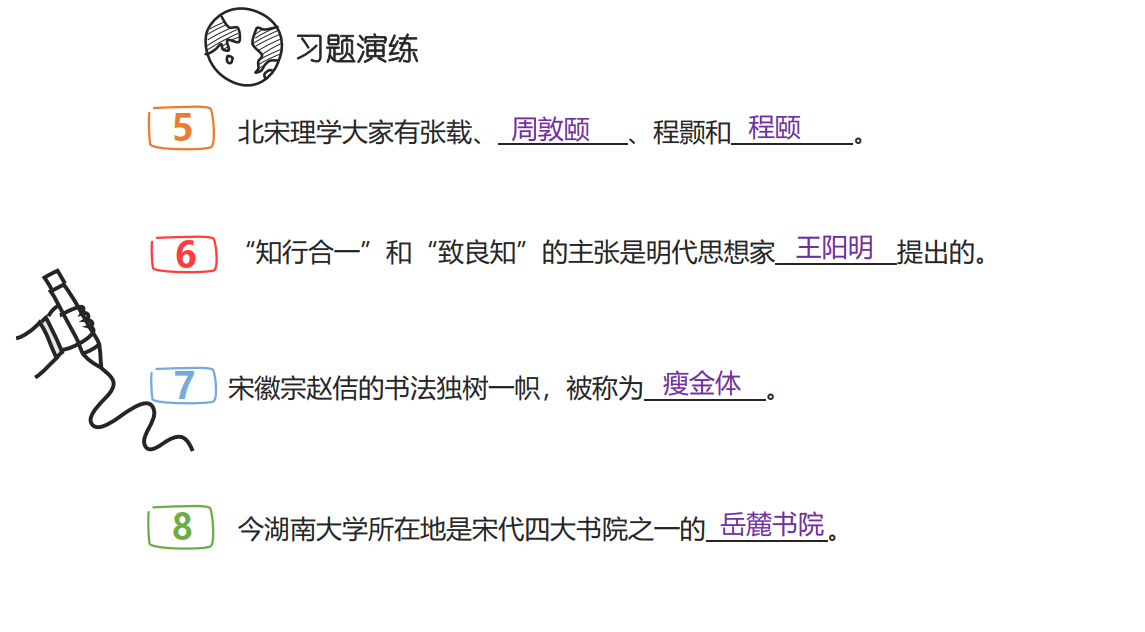 习题演练
5 北宋理学大家有张载、周敦颐、程颢和程颐。
6 “知行合一”和“致良知”的主张是明代思想家王阳明提出的。
7 宋徽宗赵佶的书法独树一帜，被称为瘦金体。
8 今湖南大学所在地是宋代四大书院之一的岳麓书院。